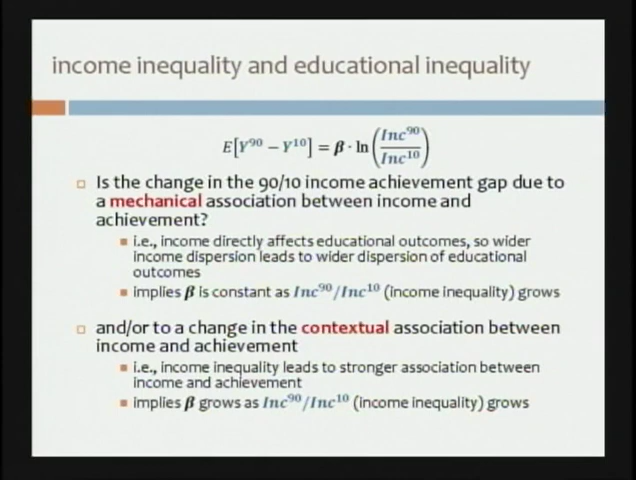 income inequality and educational inequality
E[Y⁹⁰ − Y¹⁰] = β · ln(Inc⁹⁰/Inc¹⁰)
Is the change in the 90/10 income achievement gap due to
a mechanical association between income and
achievement?
i.e., income directly affects educational outcomes, so wider
income dispersion leads to wider dispersion of educational
outcomes
implies β is constant as Inc⁹⁰/Inc¹⁰ (income inequality) grows
and/or to a change in the contextual association between
income and achievement
i.e., income inequality leads to stronger association between
income and achievement
implies β grows as Inc⁹⁰/Inc¹⁰ (income inequality) grows